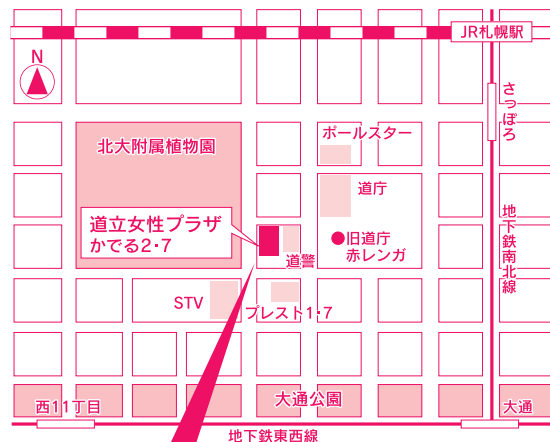 JR札幌駅
N
さっぽろ
北大附属植物園
ポールスター
道庁
道立女性プラザ
かでる2・7
旧道庁
赤レンガ
道警
地下鉄南北線
STV
プレスト1・7
大通公園
西11丁目
大通
地下鉄東西線